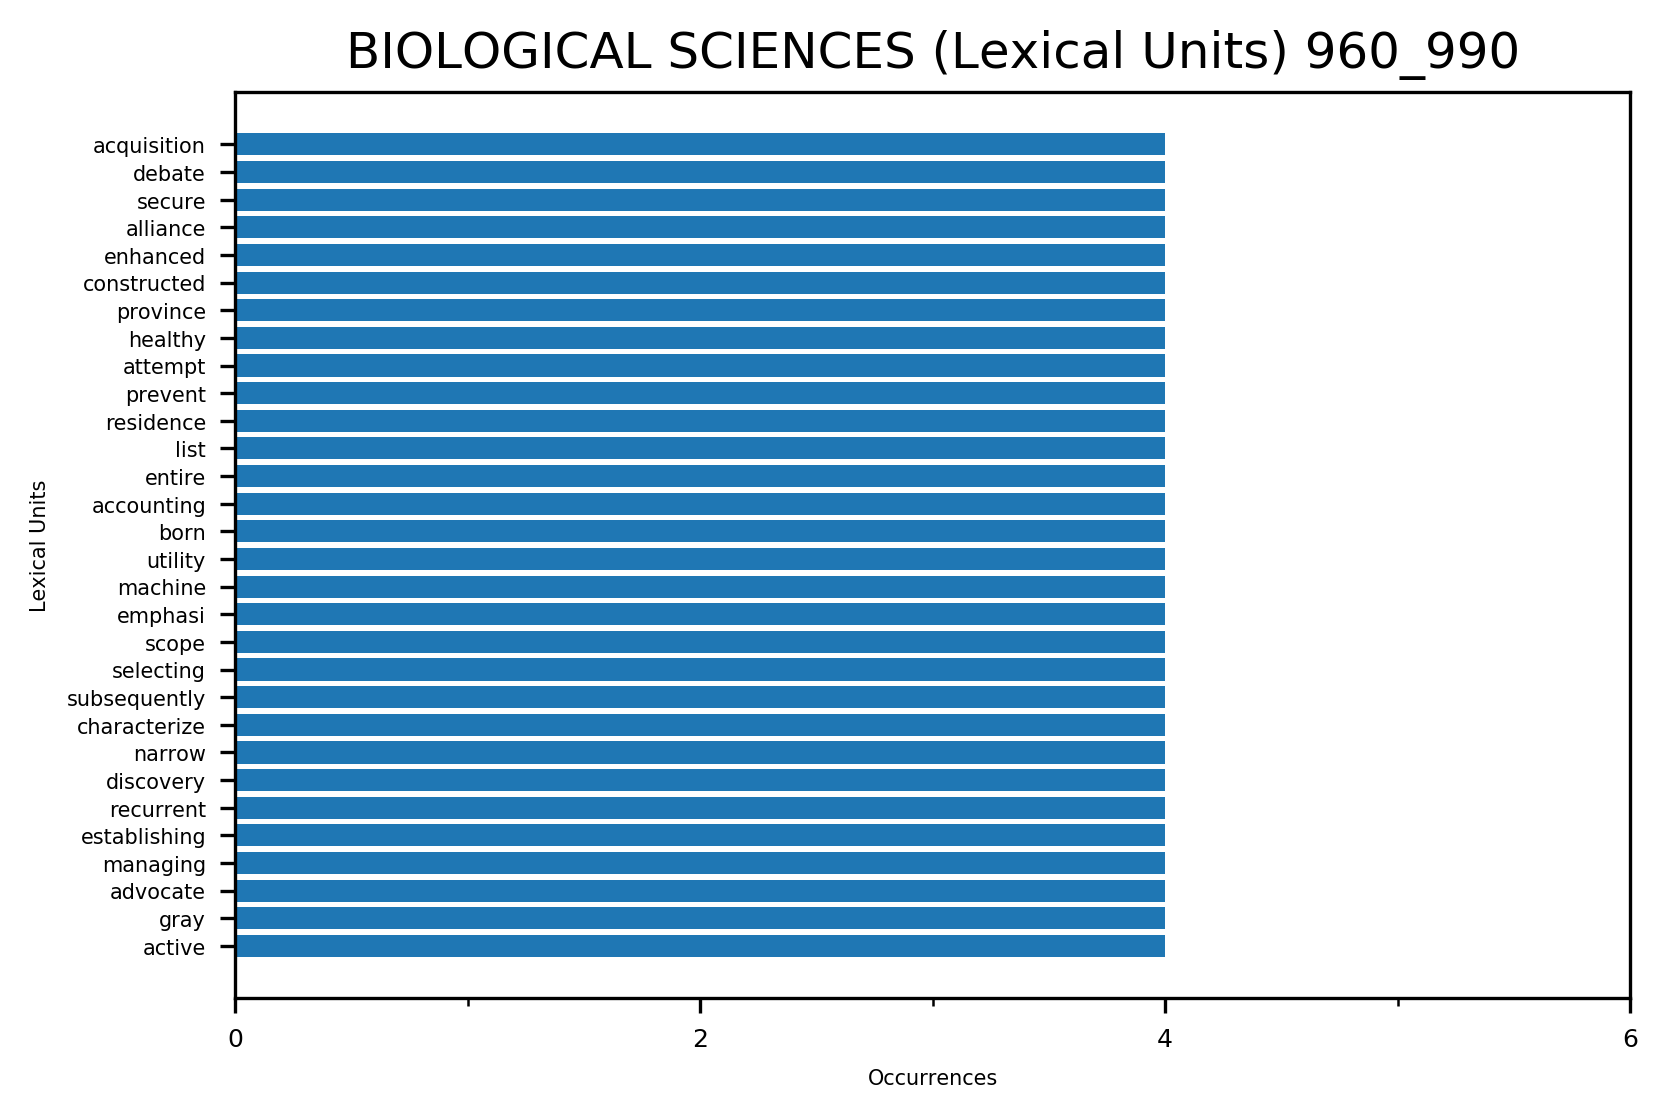 BIOLOGICAL SCIENCES (Lexical Units) 960_990
acquisition
debate
secure
alliance
enhanced
constructed
province
healthy
attempt
prevent
residence
list
entire
accounting
born
utility
machine
emphasi
scope
selecting
subsequently
characterize
narrow
discovery
recurrent
establishing
managing
advocate
gray
active
Lexical Units
0 2 4 6
Occurrences